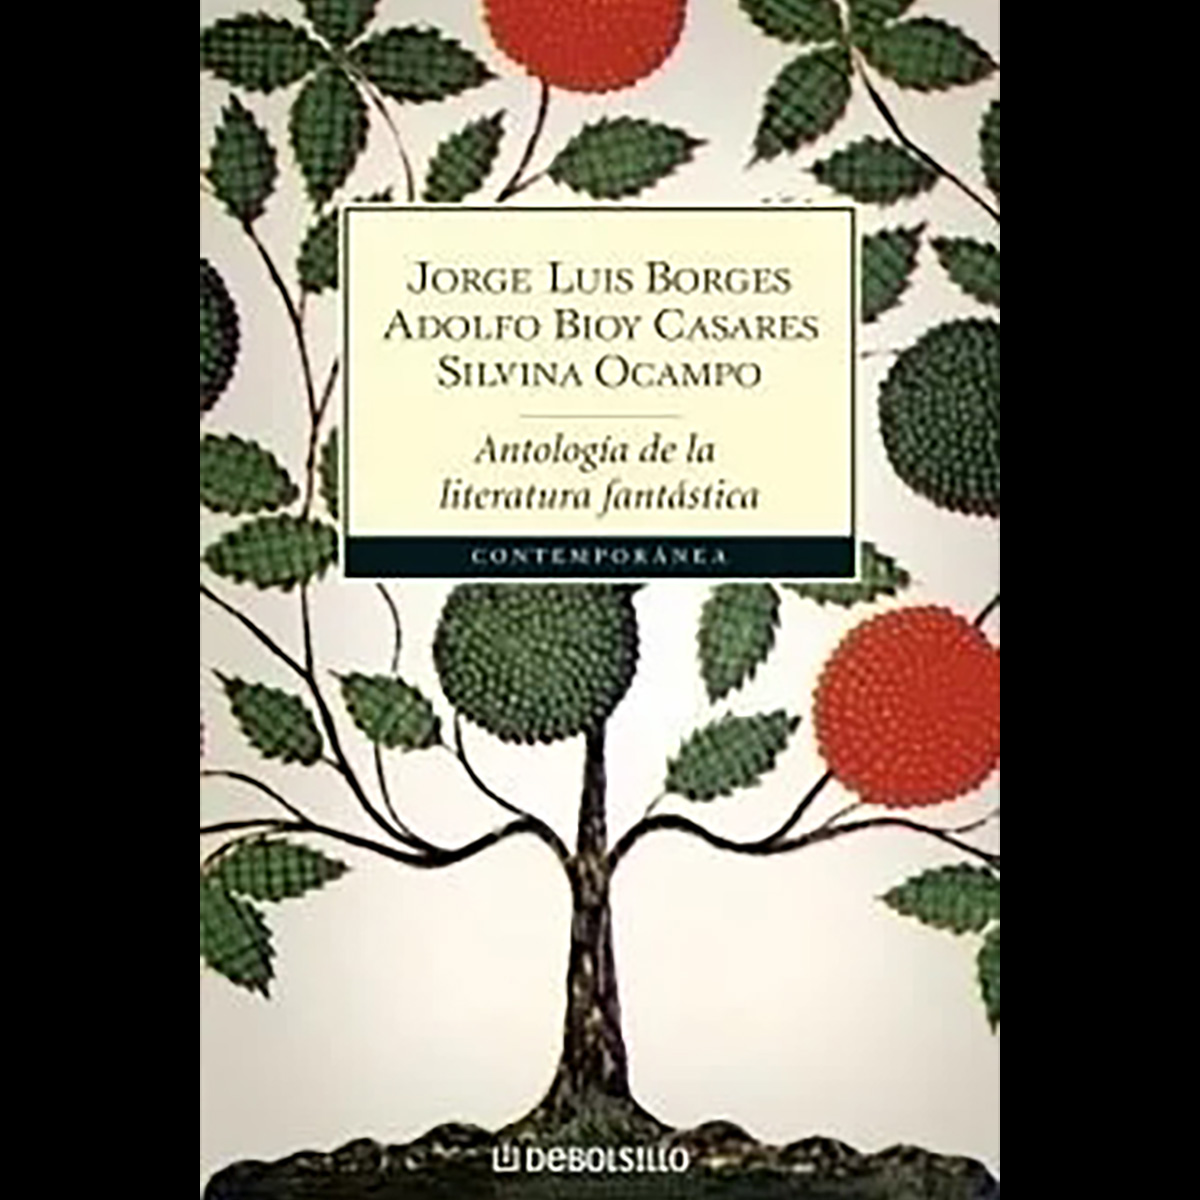 JORGE LUIS BORGES
ADOLFO BIOY CASARES
SILVINA OCAMPO
Antología de la
literatura fantástica
CONTEMPORÁNEA
DEBOLSILLO